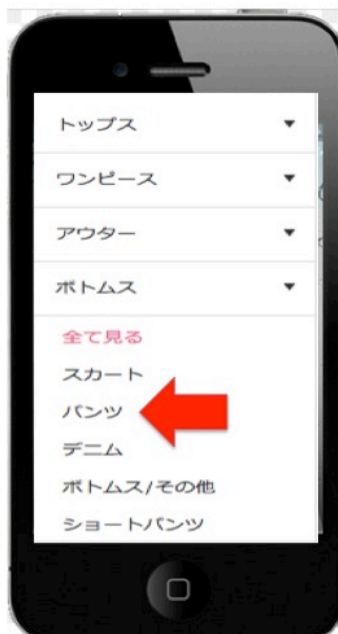 トップス
ワンピース
アウター
ボトムス
全て見る
スカート
パンツ
デニム
ボトムス/その他
ショートパンツ